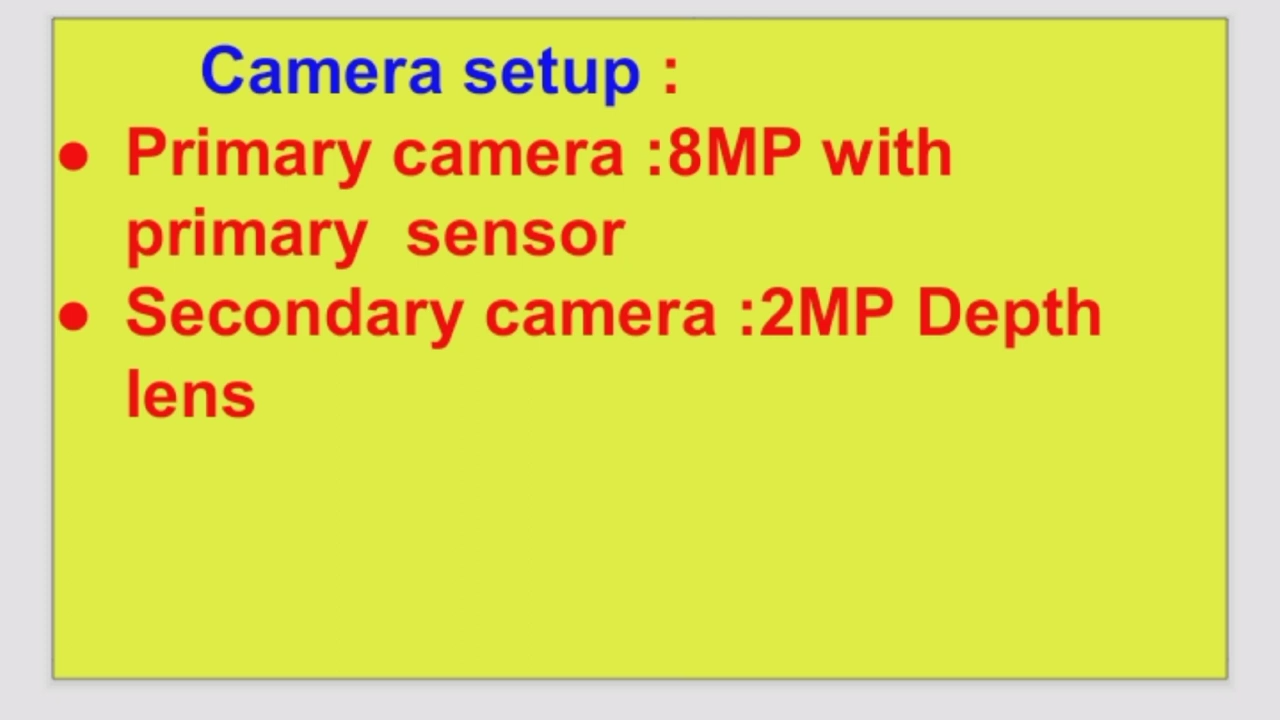 Camera setup :
● Primary camera :8MP with
primary  sensor
● Secondary camera :2MP Depth
lens